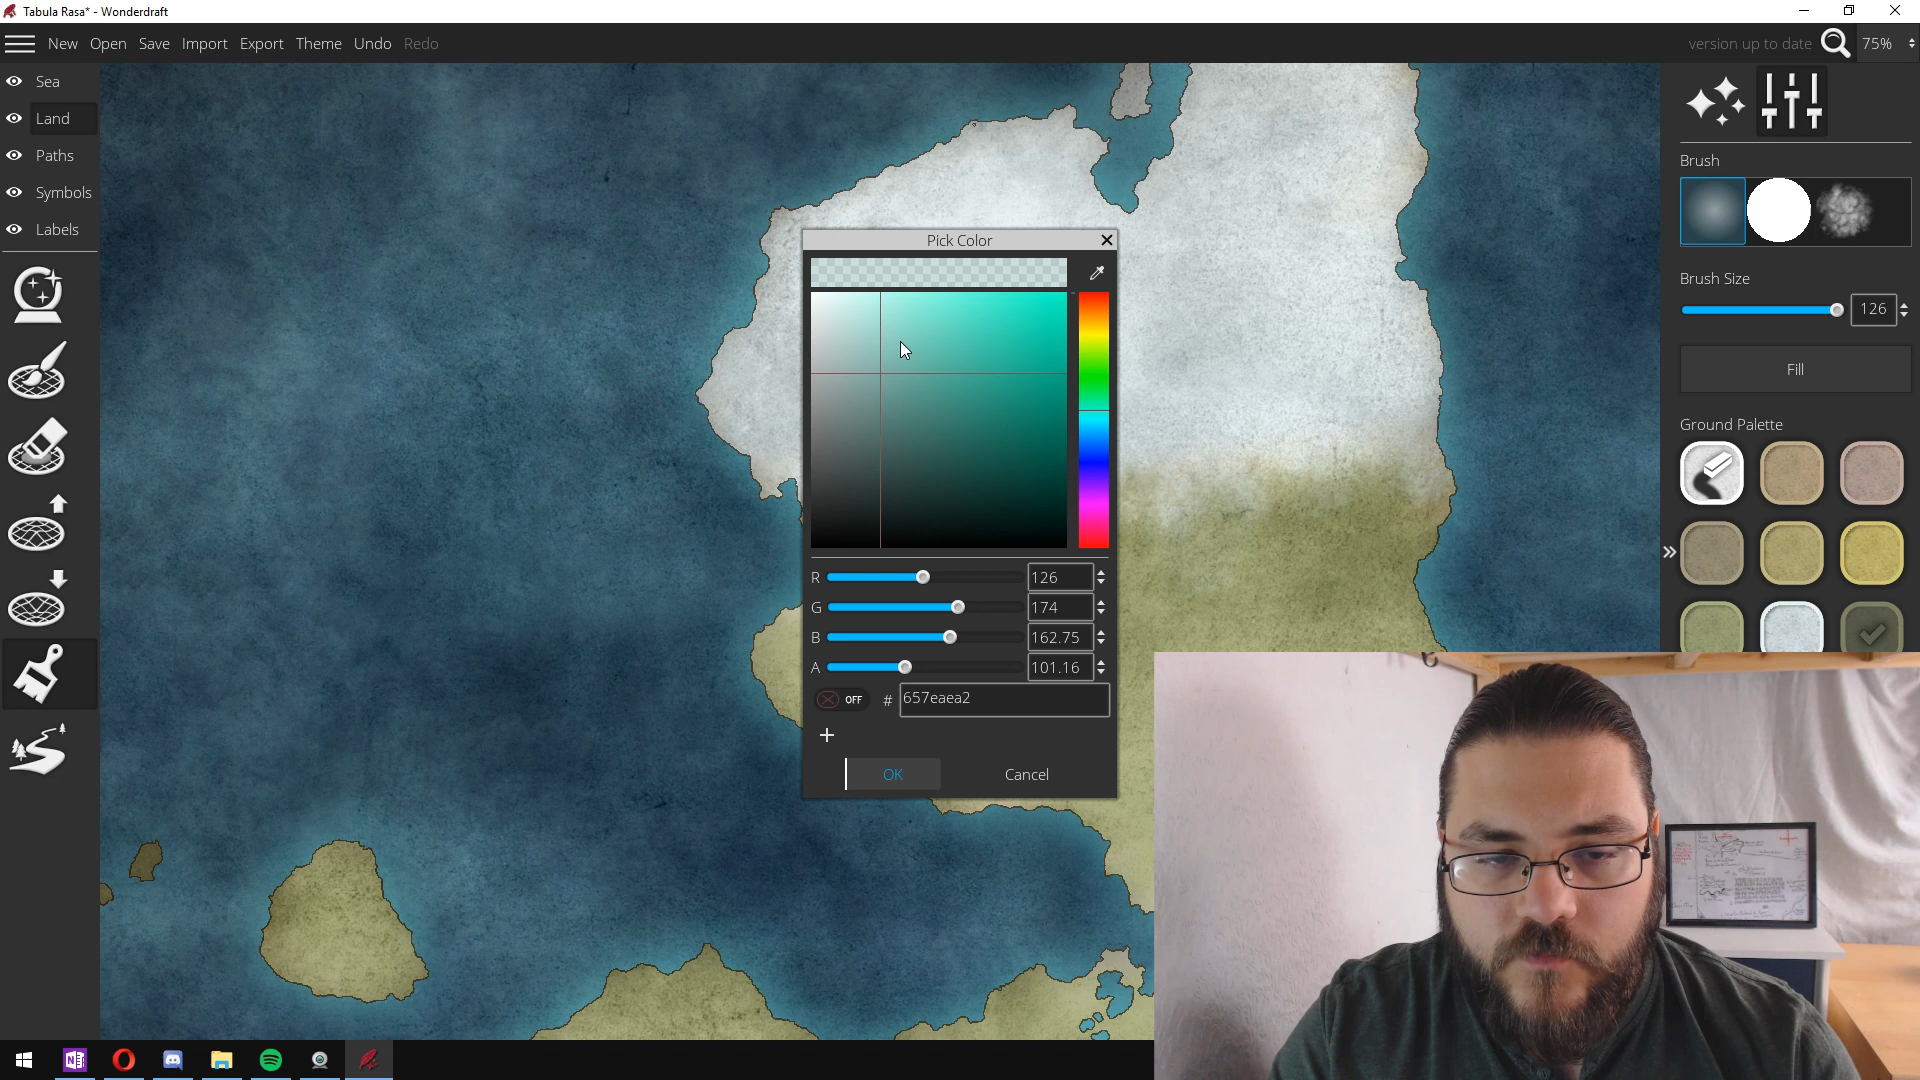 Tabula Rasa* - Wonderdraft
New Open Save Import Export Theme Undo Redo
version up to date
75%
Sea
Land
Paths
Symbols
Labels
Brush
Brush Size
126
Fill
Ground Palette
Pick Color
R 126
G 174
B 162.75
A 101.16
OFF # 657eaea2
+
OK Cancel